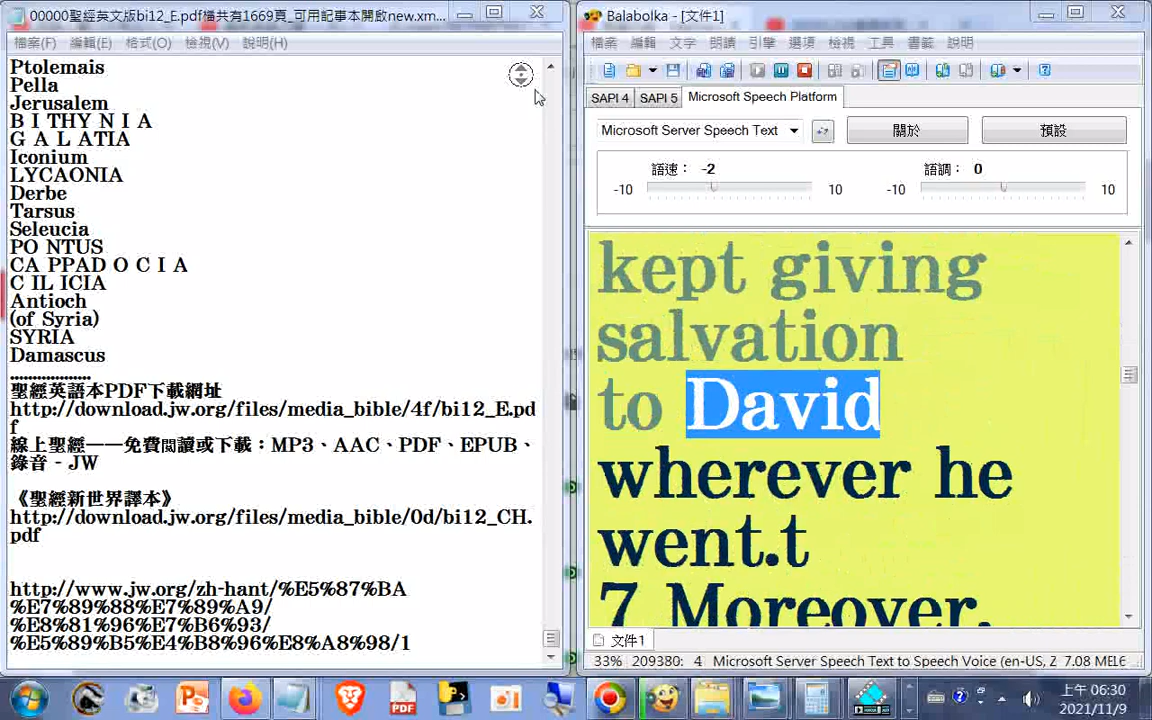 00000聖經英文版bi12_E.pdf檔共有1669頁_可用記事本開啟new.xm...
檔案(F) 編輯(E) 格式(O) 檢視(V) 說明(H)
Ptolemais
Pella
Jerusalem
B I THY N I A
G A L ATIA
Iconium
LYCAONIA
Derbe
Tarsus
Seleucia
PO NTUS
CA PPAD O C I A
C IL ICIA
Antioch
(of Syria)
SYRIA
Damascus
..................
聖經英語本PDF下載網址
http://download.jw.org/files/media_bible/4f/bi12_E.pd
f
線上聖經——免費閱讀或下載：MP3、AAC、PDF、EPUB、
錄音 - JW
《聖經新世界譯本》
http://download.jw.org/files/media_bible/0d/bi12_CH.
pdf
http://www.jw.org/zh-hant/%E5%87%BA
%E7%89%88%E7%89%A9/
%E8%81%96%E7%B6%93/
%E5%89%B5%E4%B8%96%E8%A8%98/1
Balabolka - [文件1]
檔案 編輯 文字 朗讀 引擎 選項 檢視 工具 書籤 說明
SAPI 4 SAPI 5 Microsoft Speech Platform
Microsoft Server Speech Text 關於 預設
語速： -2 語調： 0
-10 10 -10 10
kept giving
salvation
to David
wherever he
went.t
7 Moreover,
文件1
33% 209380: 4 Microsoft Server Speech Text to Speech Voice (en-US, Z 7.08 MЕ6
上午 06:30
2021/11/9